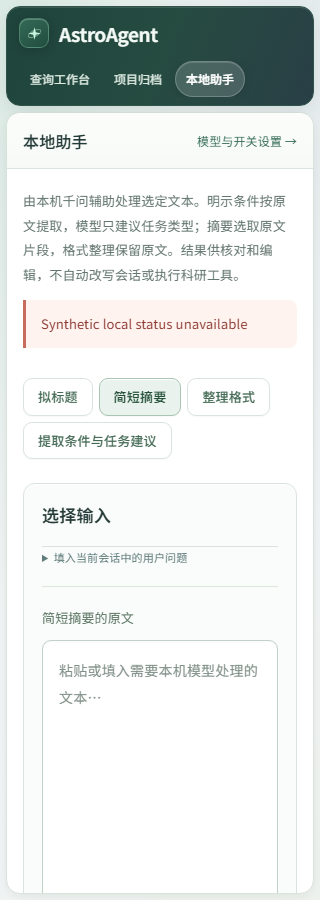 AstroAgent
查询工作台
项目归档
本地助手
本地助手
模型与开关设置 →
由本机千问辅助处理选定文本。明示条件按原
文提取，模型只建议任务类型；摘要选取原文
片段，格式整理保留原文。结果供核对和编
辑，不自动改写会话或执行科研工具。
Synthetic local status unavailable
拟标题
简短摘要
整理格式
提取条件与任务建议
选择输入
▶ 填入当前会话中的用户问题
简短摘要的原文
粘贴或填入需要本机模型处理的
文本…